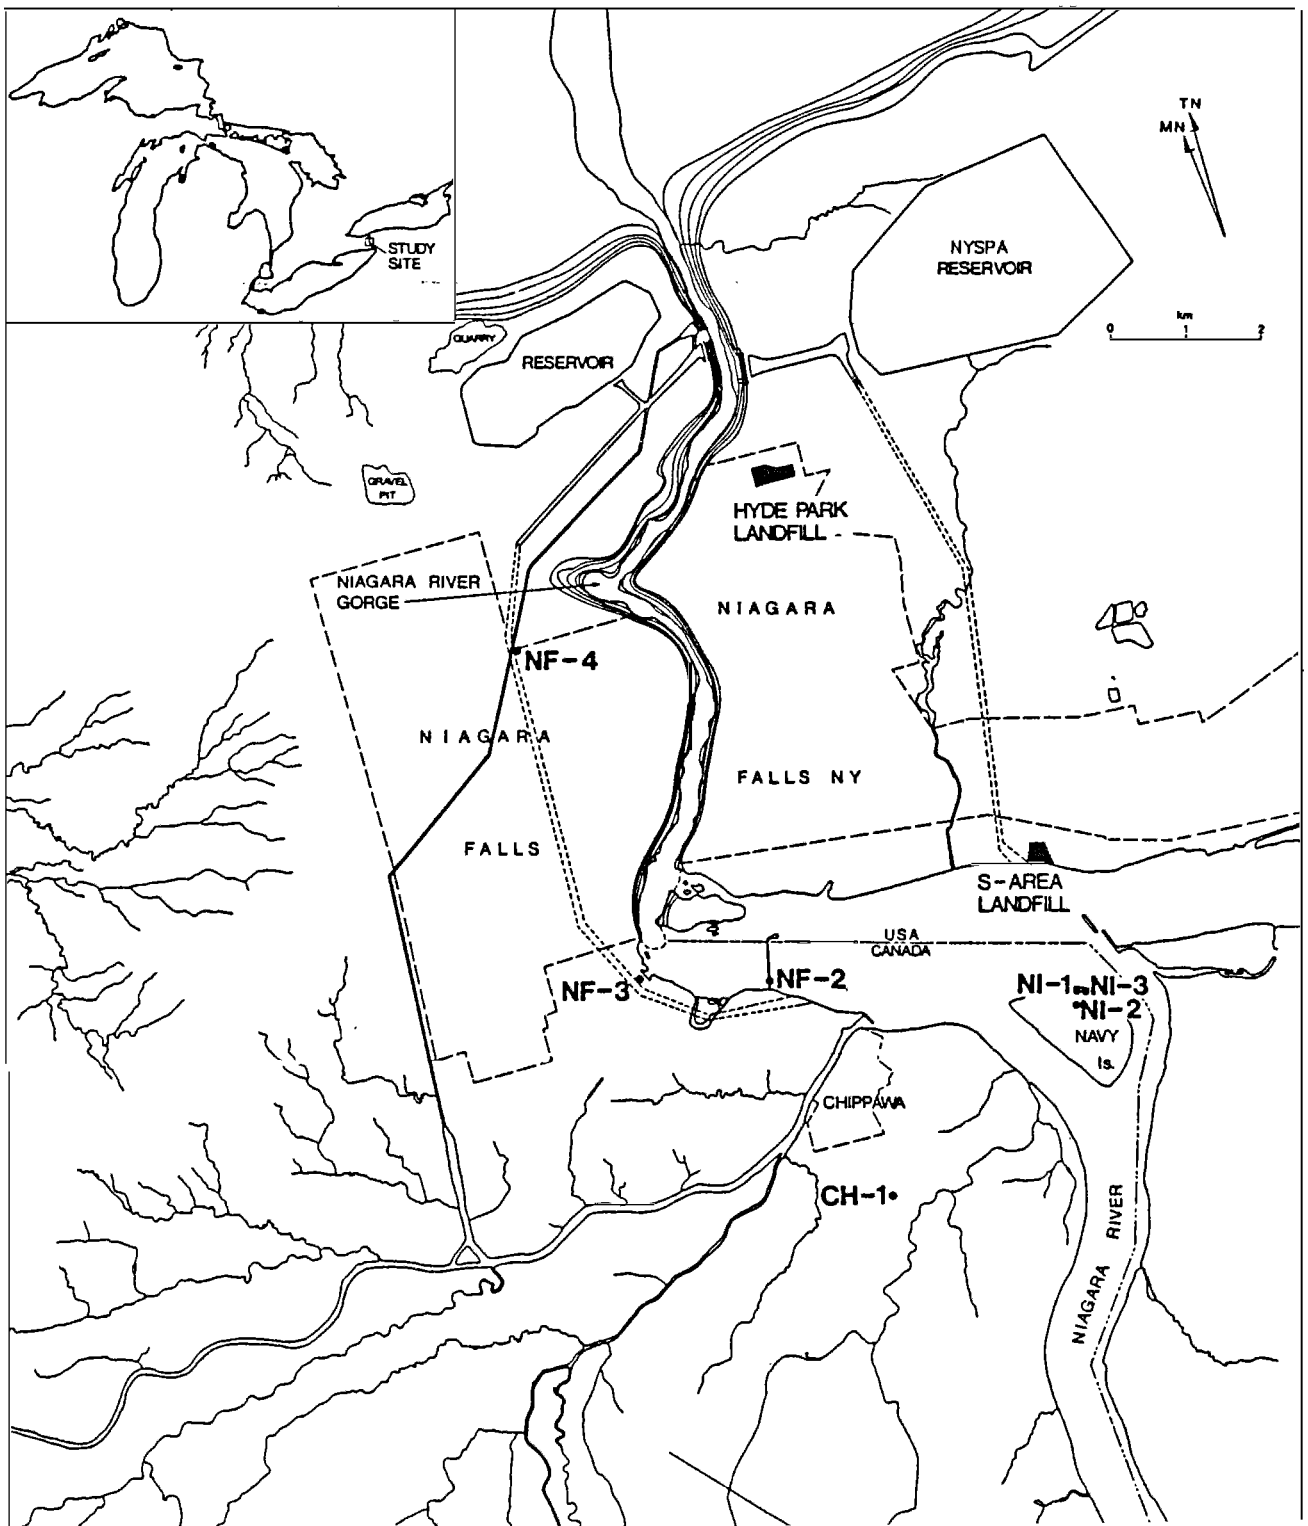 TN
MN
STUDY
SITE
NYSPA
RESERVOIR
km
0 1 2
QUARRY
RESERVOIR
GRAVEL
PIT
HYDE PARK
LANDFILL
NIAGARA RIVER
GORGE
NIAGARA
NF-4
NIAGARA
FALLS NY
FALLS
S-AREA
LANDFILL
USA
CANADA
NF-3
NF-2
NI-1
NI-3
NI-2
NAVY
Is.
CHIPPAWA
CH-1
NIAGARA RIVER